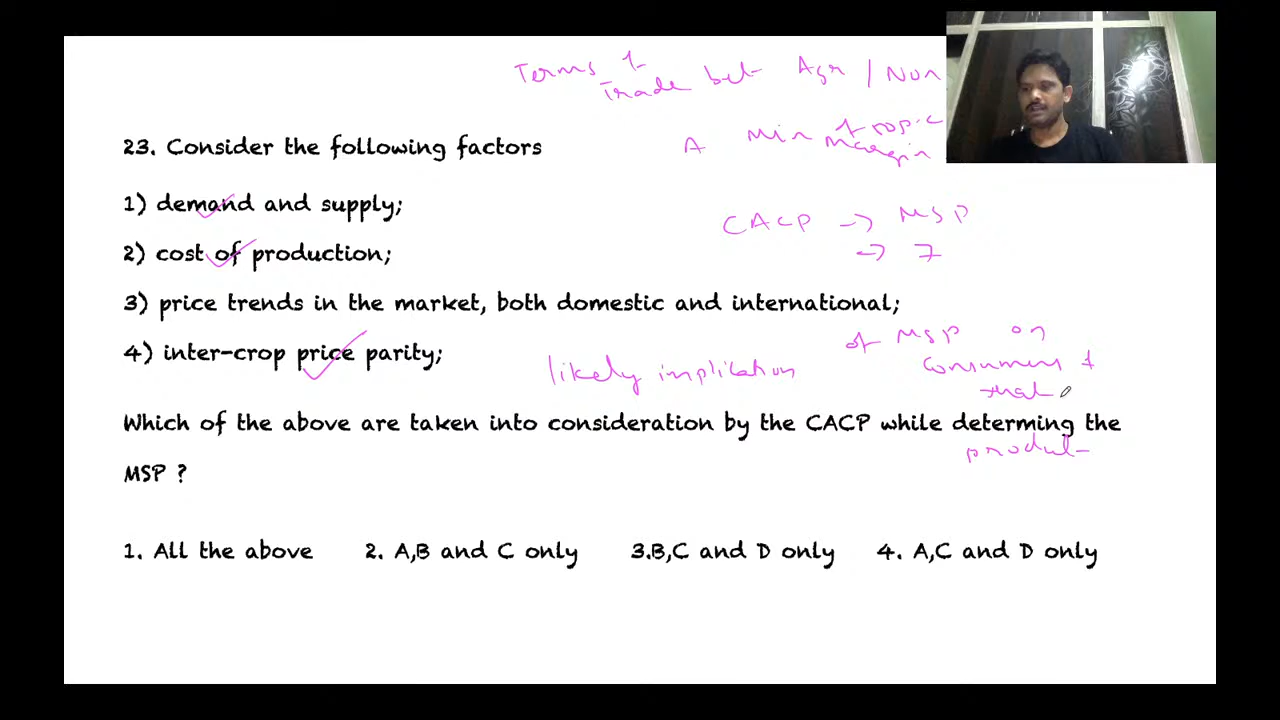 Terms of
Trade bet Agr / Non
A Min of 50%
Margin
23. Consider the following factors
1) demand and supply;
CACP → MSP
2) cost of production;
→ 7
3) price trends in the market, both domestic and international;
4) inter-crop price parity;
likely implication of MSP on
consumers &
that
Which of the above are taken into consideration by the CACP while determing the
product
MSP ?
1. All the above 2. A,B and C only 3.B,C and D only 4. A,C and D only